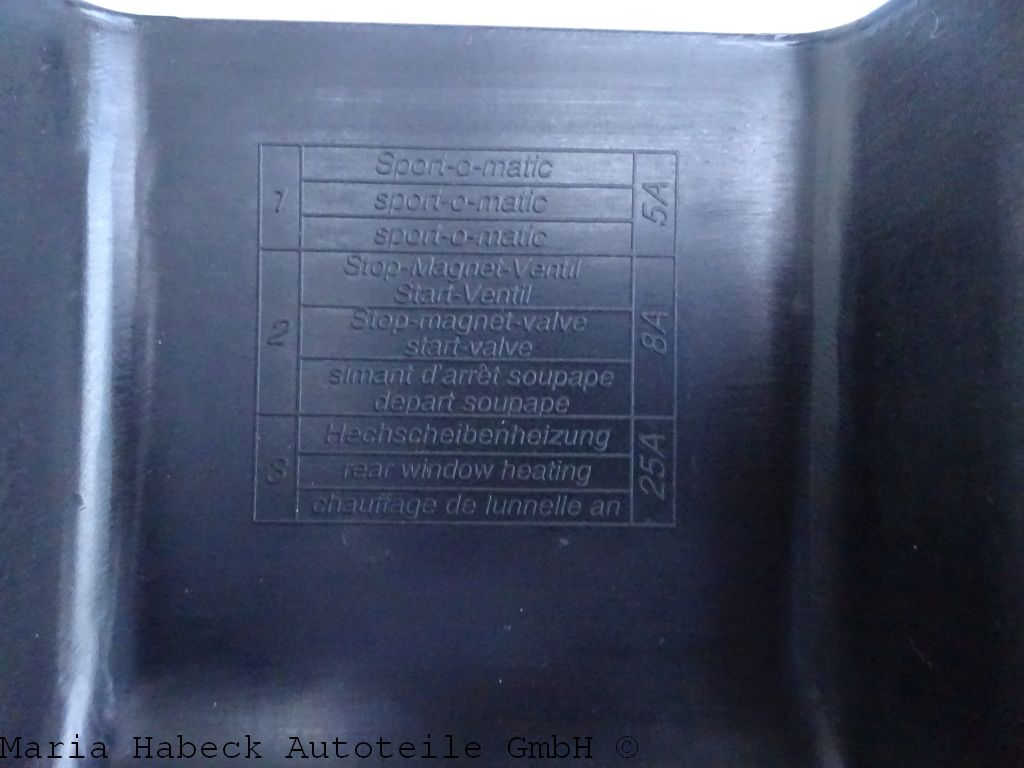 1
Sport-o-matic
sport-o-matic
sport-o-matic
5A
2
Stop-Magnet-Ventil
Start-Ventil
Stop-magnet-valve
start-valve
simant d'arrêt soupape
depart soupape
8A
3
Hechscheibenheizung
rear window heating
chauffage de lunnelle an
25A
Maria Habeck Autoteile GmbH ©